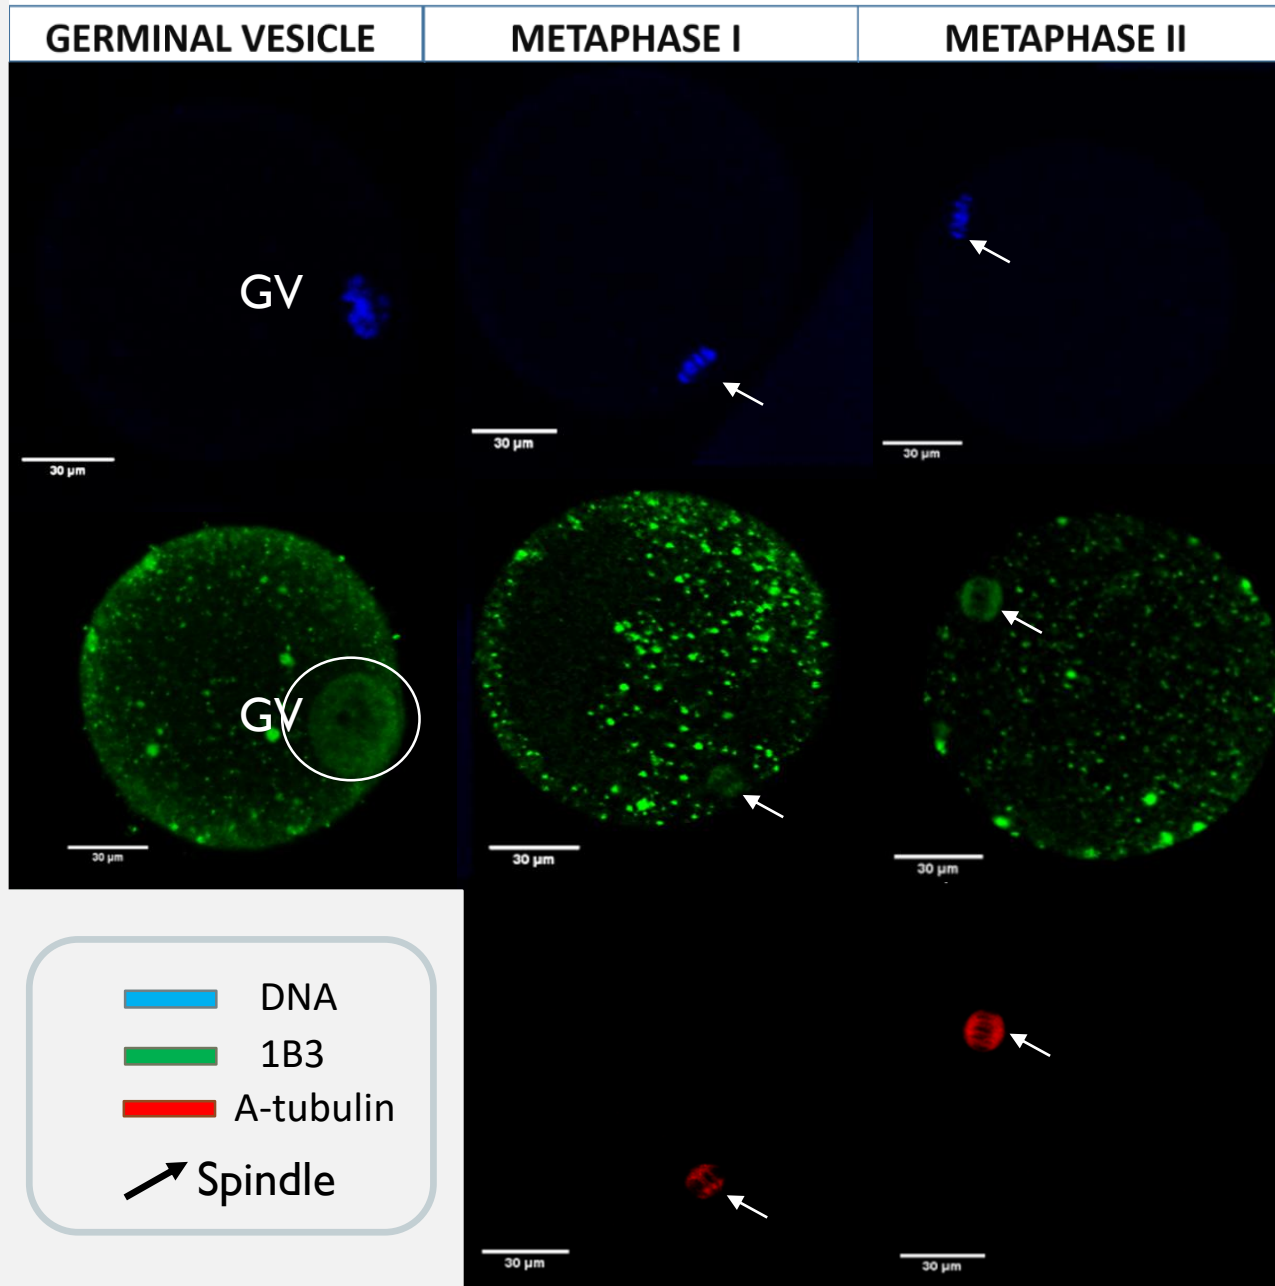 GERMINAL VESICLE
METAPHASE I
METAPHASE II
GV
30 µm
30 µm
30 µm
GV
30 µm
30 µm
30 µm
DNA
1B3
A-tubulin
Spindle
30 µm
30 µm